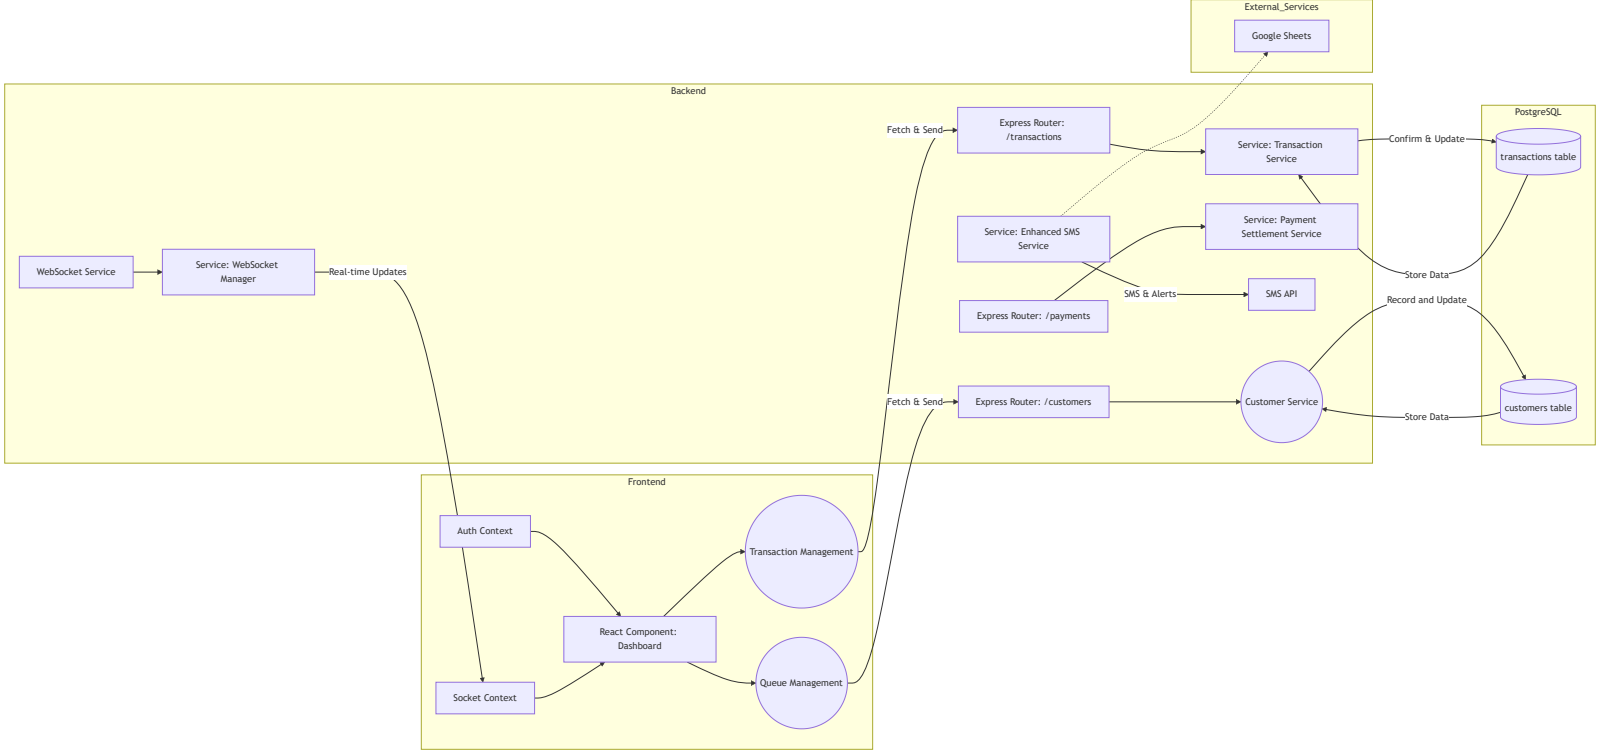 External_Services
Google Sheets
Backend
PostgreSQL
Express Router:
/transactions
Fetch & Send
Service: Transaction
Service
Confirm & Update
transactions table
Service: Enhanced SMS
Service
Service: Payment
Settlement Service
WebSocket Service
Service: WebSocket
Manager
Real-time Updates
Store Data
SMS & Alerts
SMS API
Record and Update
Express Router: /payments
Fetch & Send
Express Router: /customers
Customer Service
customers table
Store Data
Frontend
Auth Context
Transaction Management
React Component:
Dashboard
Queue Management
Socket Context